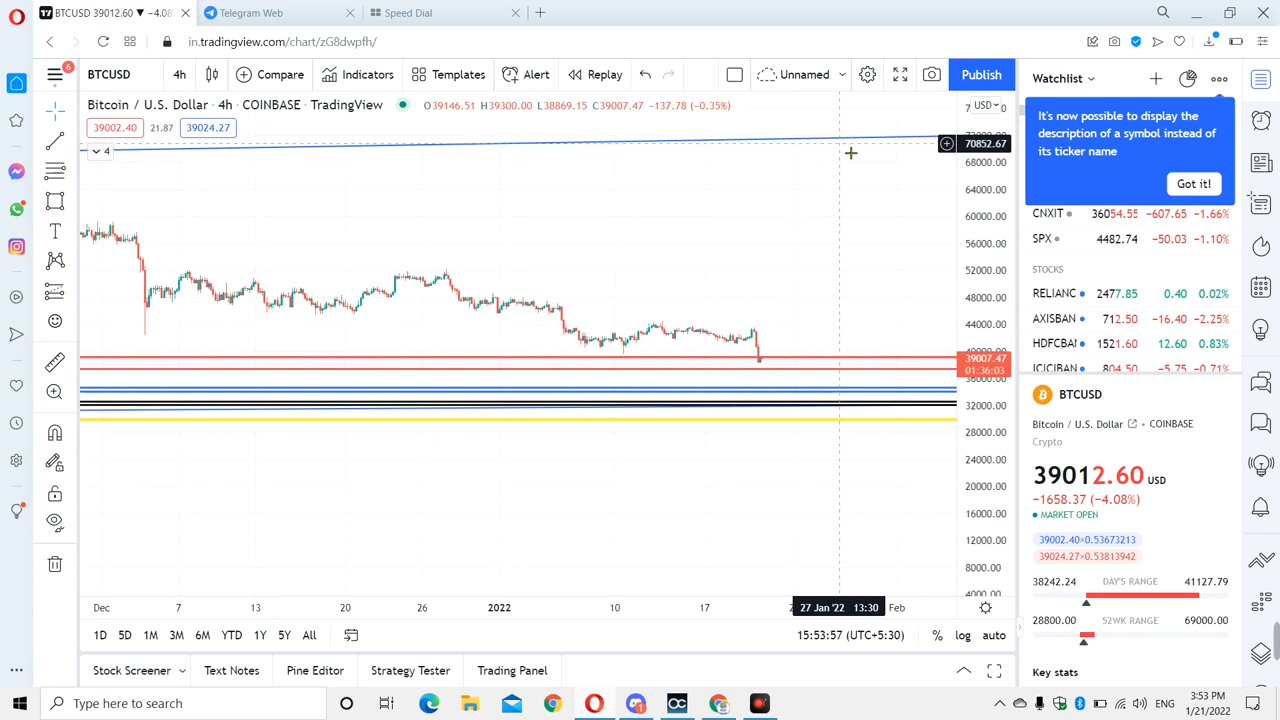 BTCUSD 39012.60 ▼ −4.08
Telegram Web
Speed Dial
in.tradingview.com/chart/zG8dwpfh/
6
BTCUSD
4h
Compare
Indicators
Templates
Alert
Replay
Unnamed
Publish
Watchlist
Bitcoin / U.S. Dollar • 4h • COINBASE • TradingView
O39146.51 H39300.00 L38869.15 C39007.47 −137.78 (−0.35%)
USD
39002.40
21.87
39024.27
4
It's now possible to display the
description of a symbol instead of
its ticker name
Got it!
70852.67
68000.00
64000.00
60000.00
56000.00
52000.00
48000.00
44000.00
39007.47
01:36:03
36000.00
32000.00
28000.00
24000.00
20000.00
16000.00
12000.00
8000.00
4000.00
CNXIT 36054.55 −607.65 −1.66%
SPX 4482.74 −50.03 −1.10%
STOCKS
RELIANC 2477.85 0.40 0.02%
AXISBAN 712.50 −16.40 −2.25%
HDFCBAI 1521.60 12.60 0.83%
ICICIBAN 804.50 −5.75 −0.71%
BTCUSD
Bitcoin / U.S. Dollar • COINBASE
Crypto
39012.60 USD
−1658.37 (−4.08%)
MARKET OPEN
39002.40×0.53673213
39024.27×0.53813942
38242.24 DAY'S RANGE 41127.79
28800.00 52WK RANGE 69000.00
Key stats
Dec
7
13
20
26
2022
10
17
27 Jan '22 13:30
Feb
1D
5D
1M
3M
6M
YTD
1Y
5Y
All
15:53:57 (UTC+5:30)
%
log
auto
Stock Screener
Text Notes
Pine Editor
Strategy Tester
Trading Panel
Type here to search
ENG
3:53 PM
1/21/2022